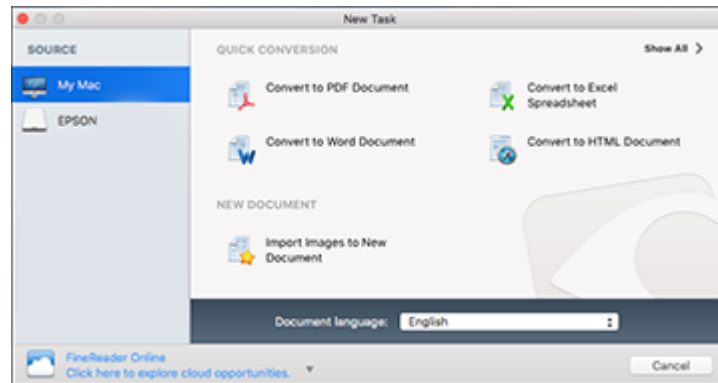 New Task
SOURCE
My Mac
EPSON
QUICK CONVERSION
Show All
Convert to PDF Document
Convert to Excel
Spreadsheet
Convert to Word Document
Convert to HTML Document
NEW DOCUMENT
Import Images to New
Document
Document language: English
FineReader Online
Click here to explore cloud opportunities.
Cancel